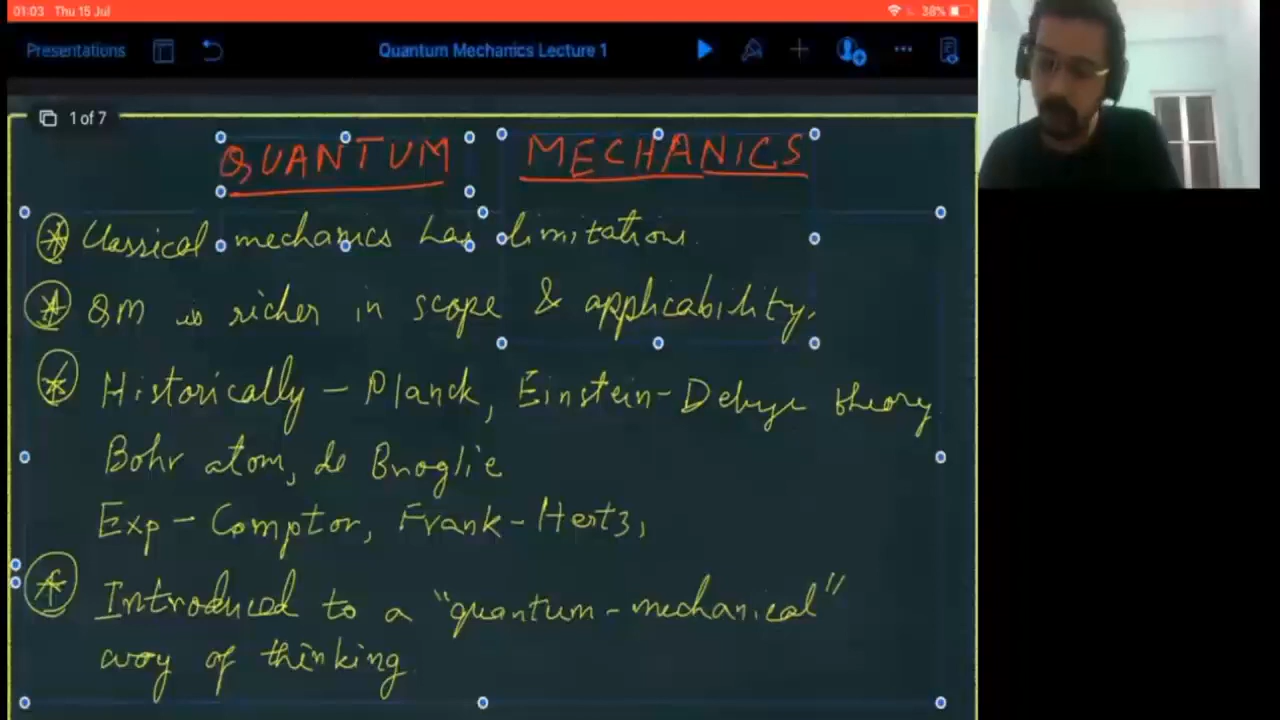 01:03 Thu 15 Jul 38%
Presentations Quantum Mechanics Lecture 1
1 of 7
QUANTUM MECHANICS
Classical mechanics has limitations.
QM is richer in scope & applicability.
Historically - Planck, Einstein-Debye theory
Bohr atom, de Broglie
Exp - Compton, Frank-Hertz,
Introduced to a "quantum-mechanical"
way of thinking